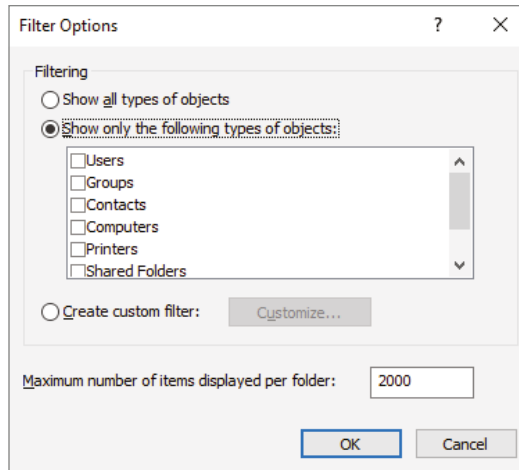 Filter Options ?
Filtering
Show all types of objects
Show only the following types of objects:
Users
Groups
Contacts
Computers
Printers
Shared Folders
Create custom filter: Customize...
Maximum number of items displayed per folder: 2000
OK Cancel